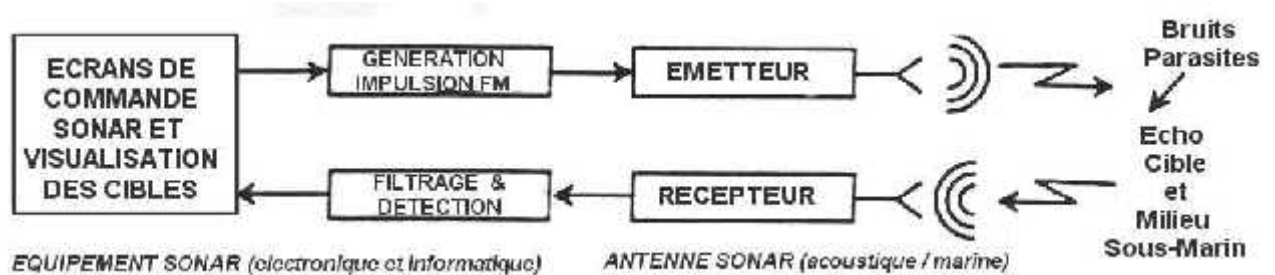 ECRANS DE
COMMANDE
SONAR ET
VISUALISATION
DES CIBLES
GENERATION
IMPULSION FM
EMETTEUR
Bruits
Parasites
FILTRAGE &
DETECTION
RECEPTEUR
Echo
Cible
et
Milieu
Sous-Marin
EQUIPEMENT SONAR (electronique et informatique)
ANTENNE SONAR (acoustique / marine)